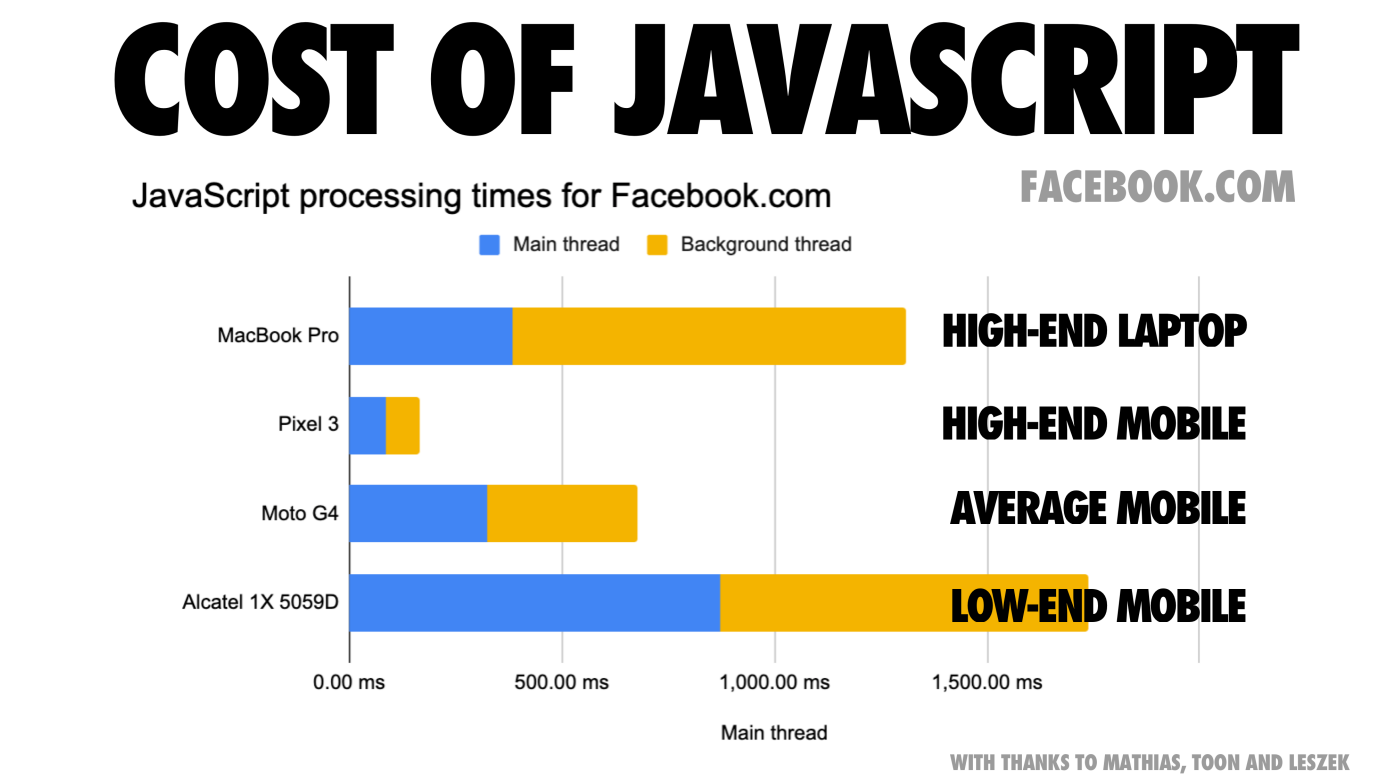 COST OF JAVASCRIPT
JavaScript processing times for Facebook.com
FACEBOOK.COM
Main thread
Background thread
MacBook Pro
HIGH-END LAPTOP
Pixel 3
HIGH-END MOBILE
Moto G4
AVERAGE MOBILE
Alcatel 1X 5059D
LOW-END MOBILE
0.00 ms
500.00 ms
1,000.00 ms
1,500.00 ms
Main thread
WITH THANKS TO MATHIAS, TOON AND LESZEK